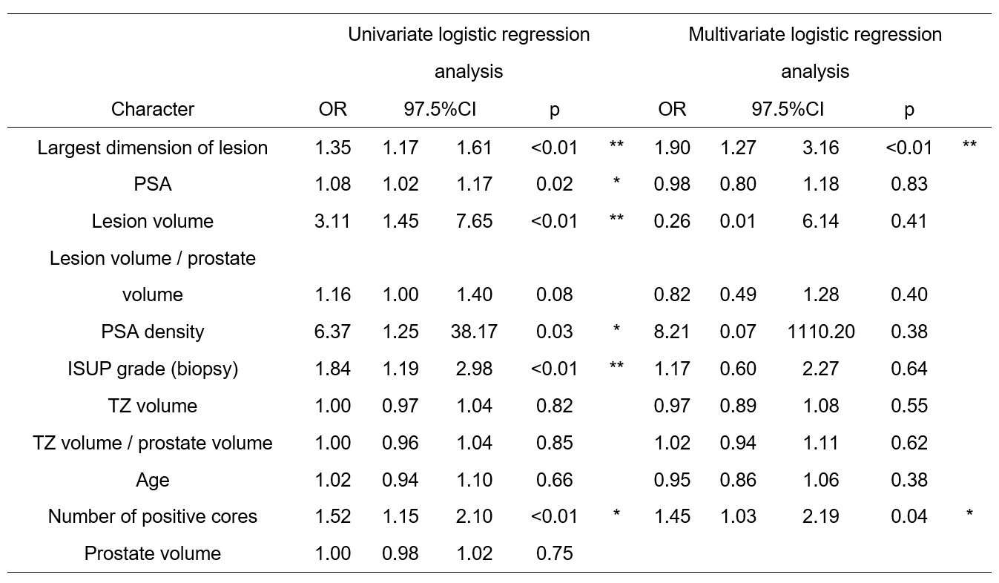 Univariate logistic regression Multivariate logistic regression
analysis analysis
Character OR 97.5%CI p OR 97.5%CI p
Largest dimension of lesion 1.35 1.17 1.61 <0.01 ** 1.90 1.27 3.16 <0.01 **
PSA 1.08 1.02 1.17 0.02 * 0.98 0.80 1.18 0.83
Lesion volume 3.11 1.45 7.65 <0.01 ** 0.26 0.01 6.14 0.41
Lesion volume / prostate
volume 1.16 1.00 1.40 0.08 0.82 0.49 1.28 0.40
PSA density 6.37 1.25 38.17 0.03 * 8.21 0.07 1110.20 0.38
ISUP grade (biopsy) 1.84 1.19 2.98 <0.01 ** 1.17 0.60 2.27 0.64
TZ volume 1.00 0.97 1.04 0.82 0.97 0.89 1.08 0.55
TZ volume / prostate volume 1.00 0.96 1.04 0.85 1.02 0.94 1.11 0.62
Age 1.02 0.94 1.10 0.66 0.95 0.86 1.06 0.38
Number of positive cores 1.52 1.15 2.10 <0.01 * 1.45 1.03 2.19 0.04 *
Prostate volume 1.00 0.98 1.02 0.75